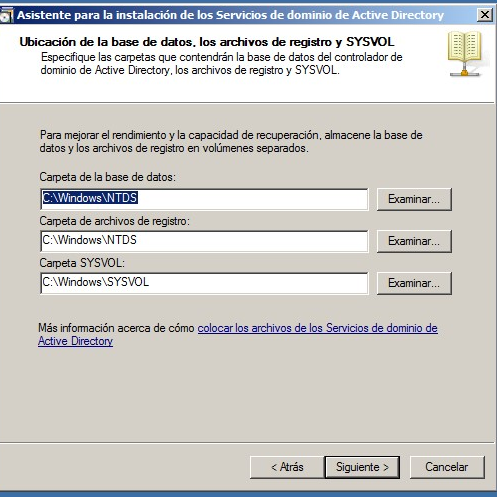 Asistente para la instalación de los Servicios de dominio de Active Directory
Ubicación de la base de datos, los archivos de registro y SYSVOL
Especifique las carpetas que contendrán la base de datos del controlador de
dominio de Active Directory, los archivos de registro y SYSVOL.
Para mejorar el rendimiento y la capacidad de recuperación, almacene la base de
datos y los archivos de registro en volúmenes separados.
Carpeta de la base de datos:
C:\Windows\NTDS
Examinar...
Carpeta de archivos de registro:
C:\Windows\NTDS
Examinar...
Carpeta SYSVOL:
C:\Windows\SYSVOL
Examinar...
Más información acerca de cómo colocar los archivos de los Servicios de dominio de
Active Directory
< Atrás
Siguiente >
Cancelar